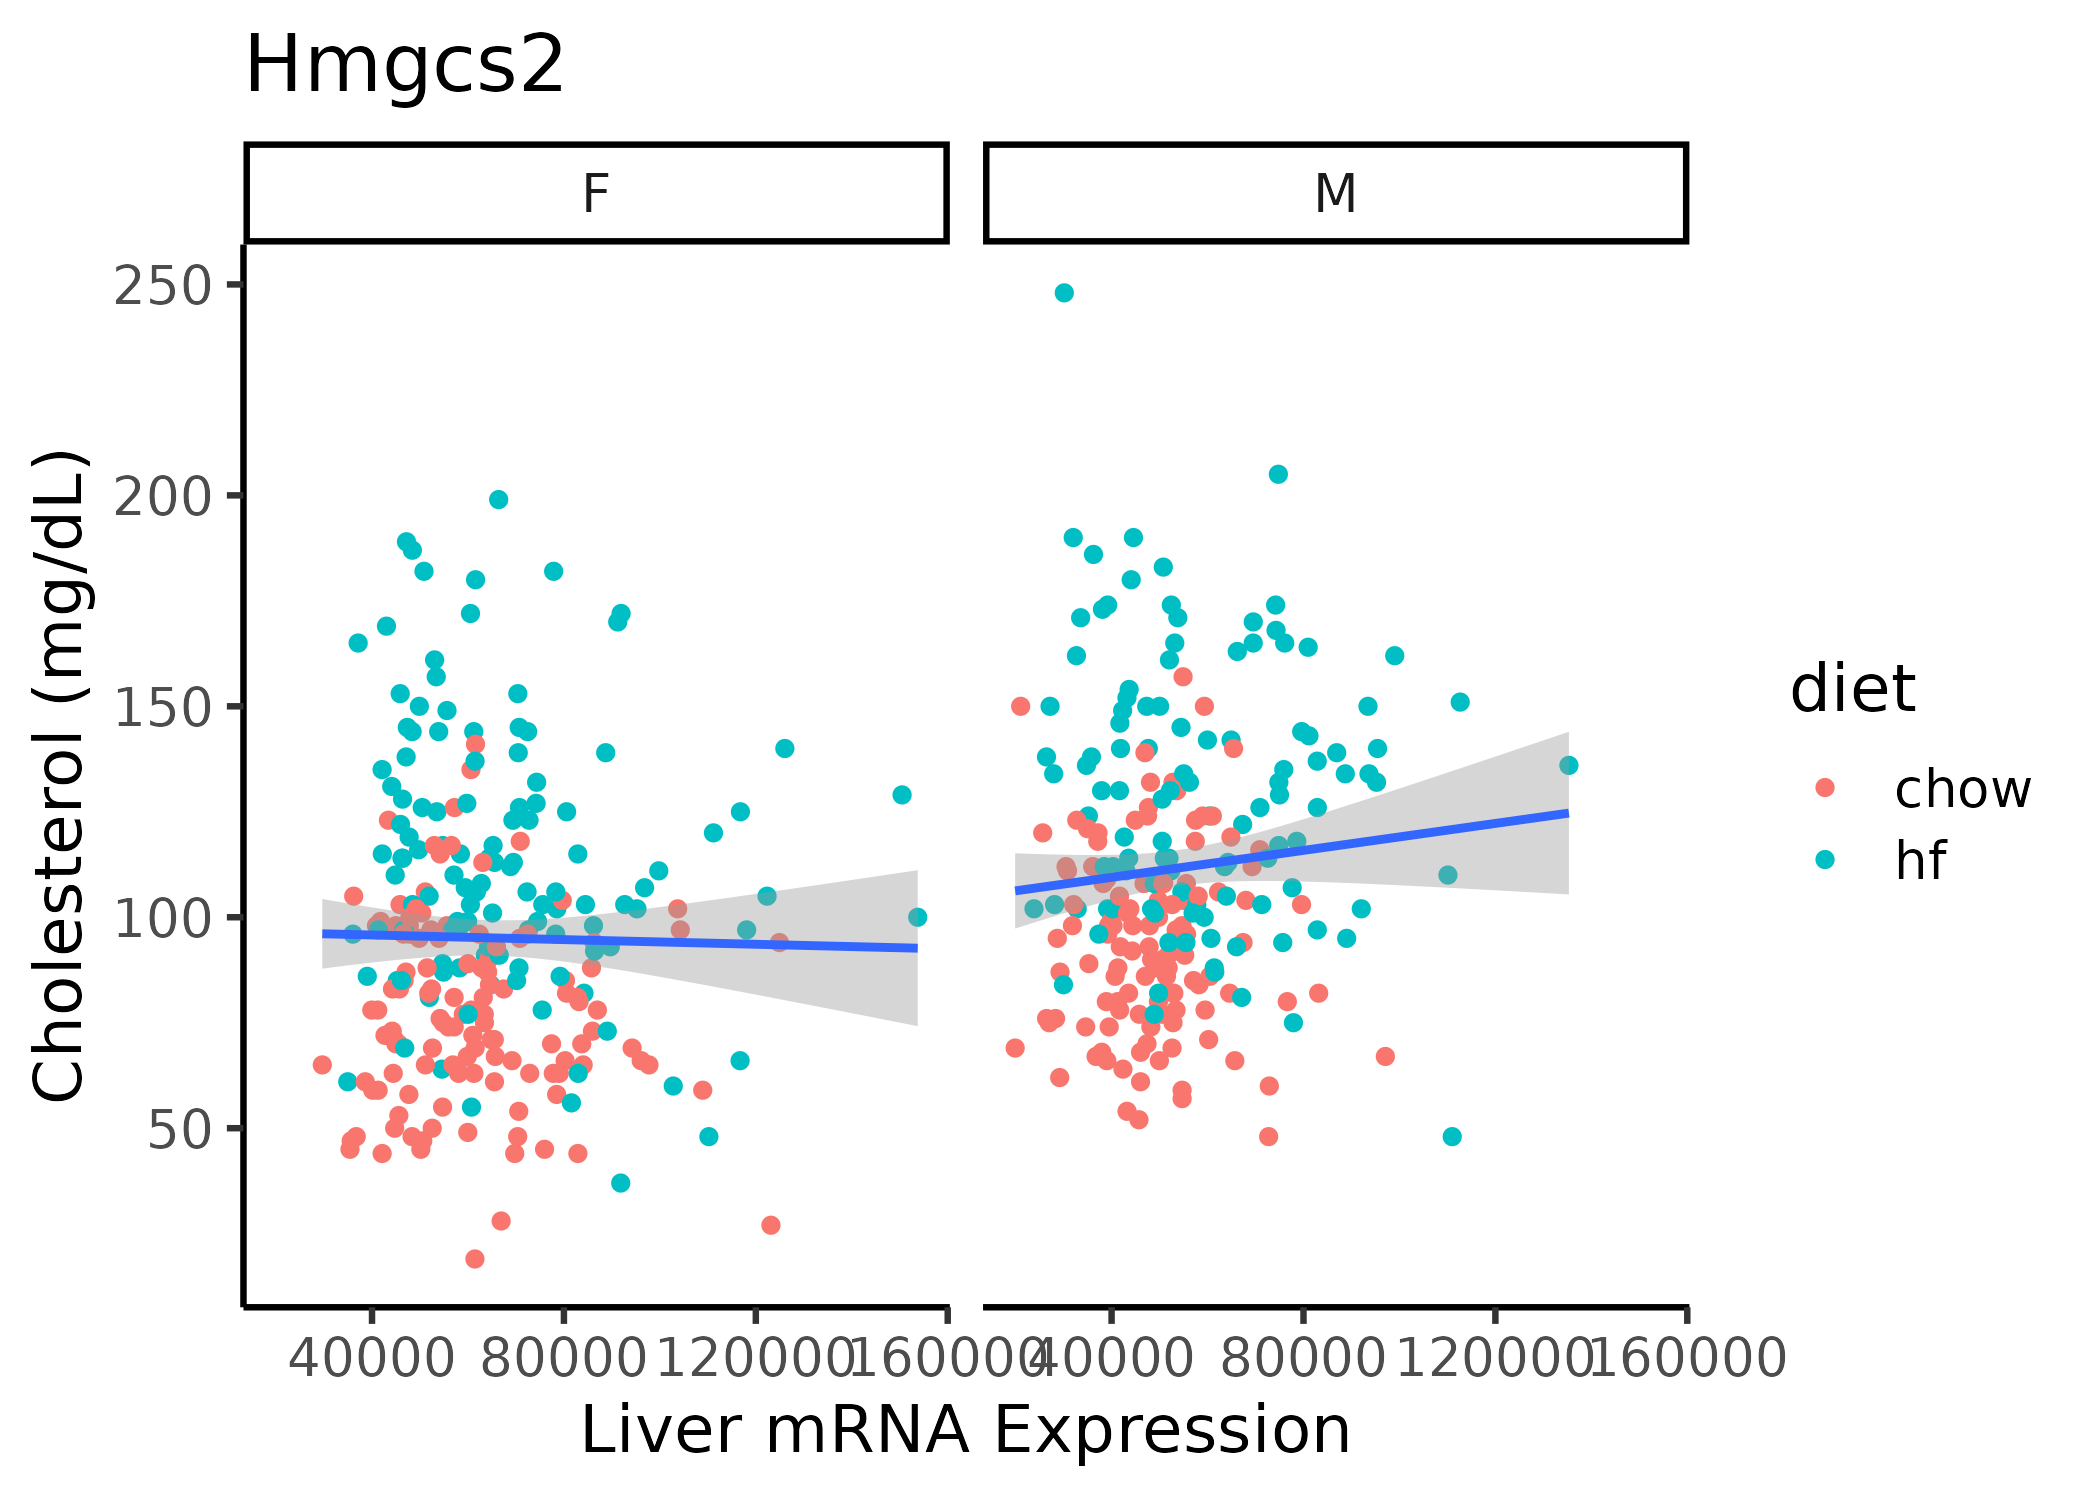 Hmgcs2
F
M
Cholesterol (mg/dL)
250
200
150
100
50
40000 80000 120000 160000 40000 80000 120000 160000
Liver mRNA Expression
diet
chow
hf